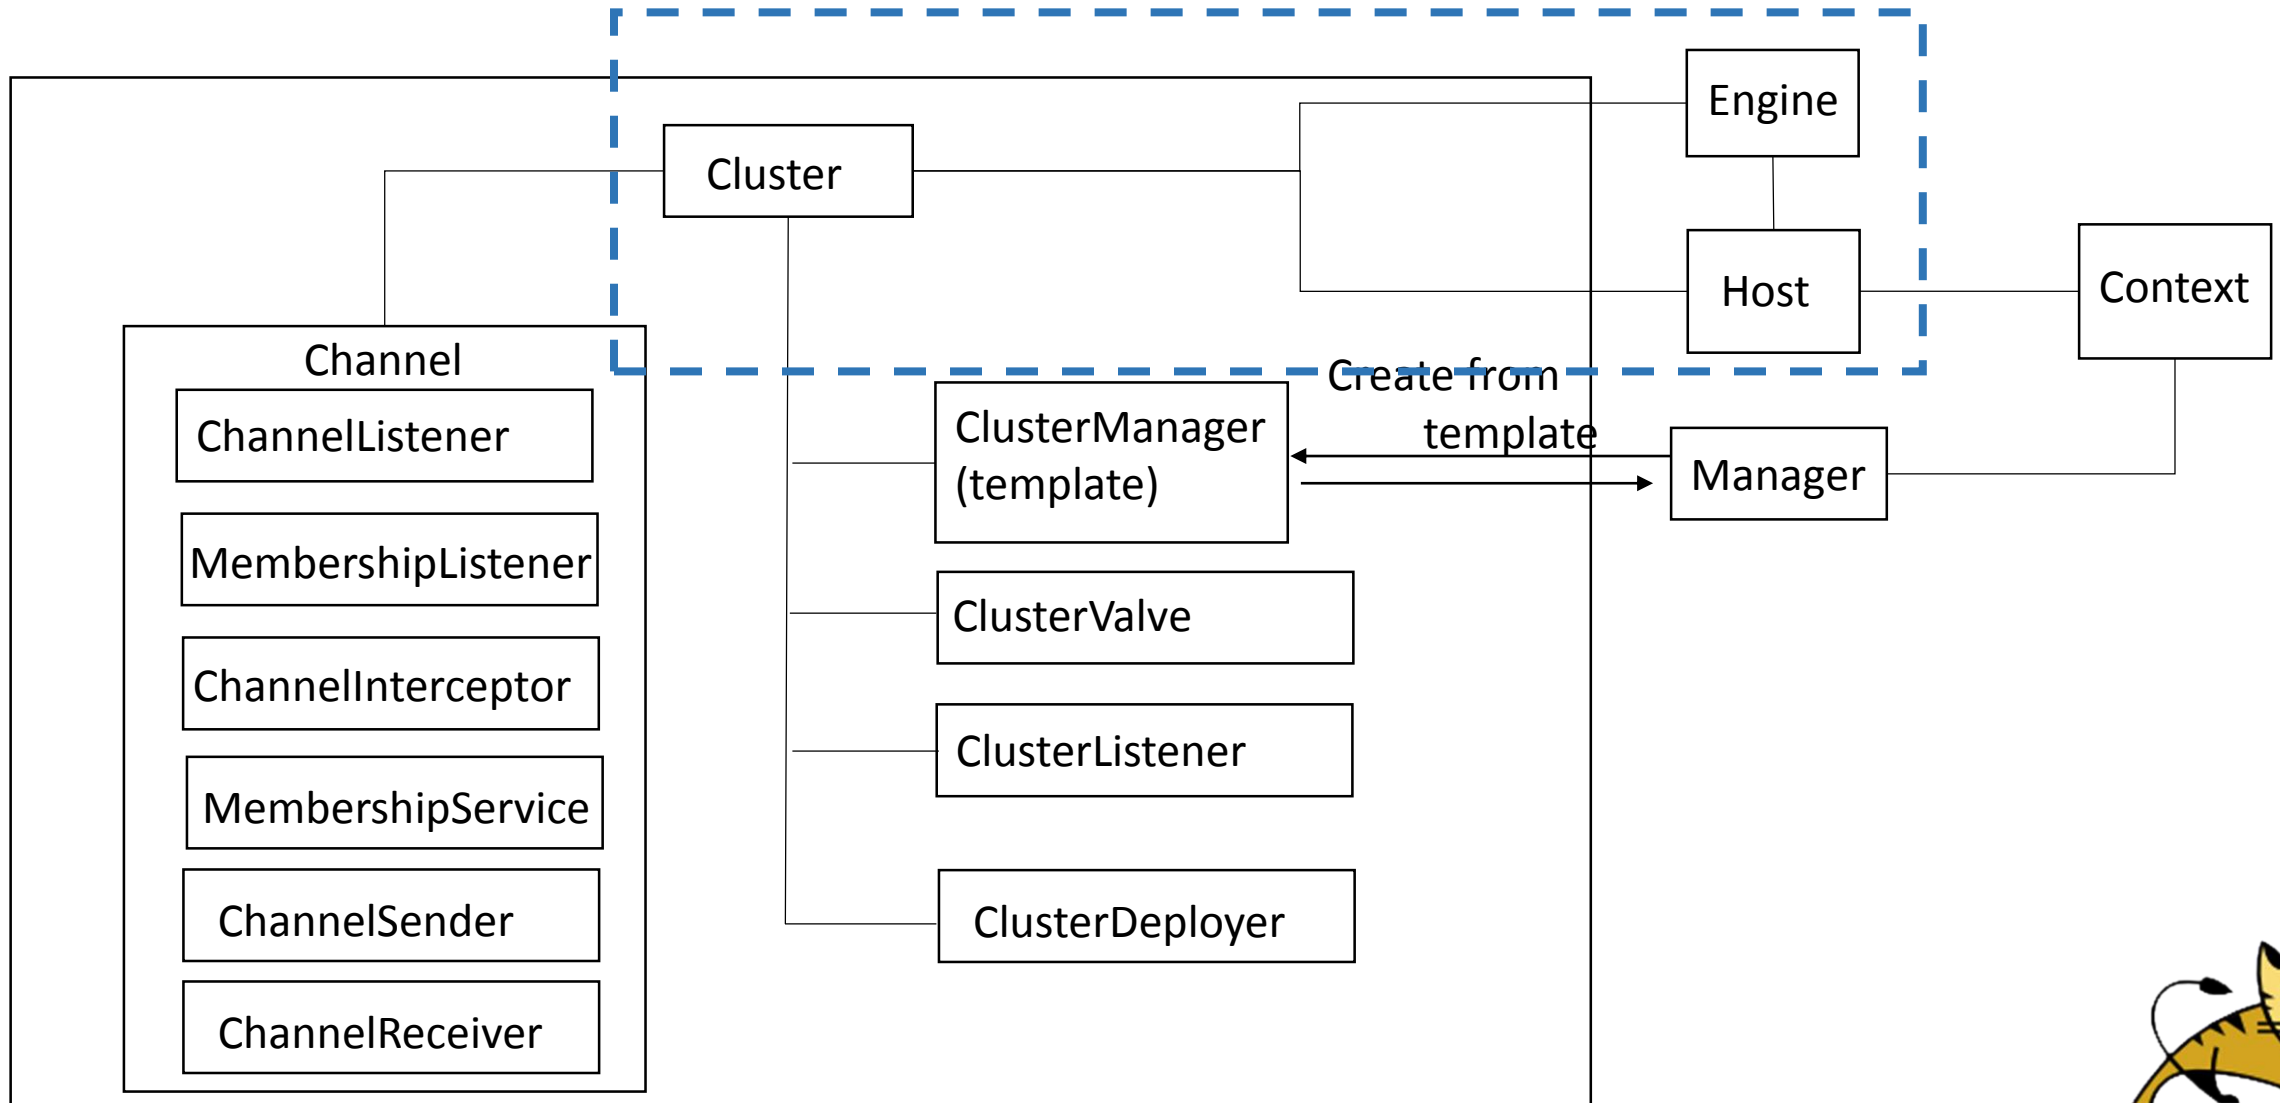 Engine
Cluster
Host
Context
Channel
ChannelListener
MembershipListener
ChannelInterceptor
MembershipService
ChannelSender
ChannelReceiver
ClusterManager
(template)
Create from
template
Manager
ClusterValve
ClusterListener
ClusterDeployer